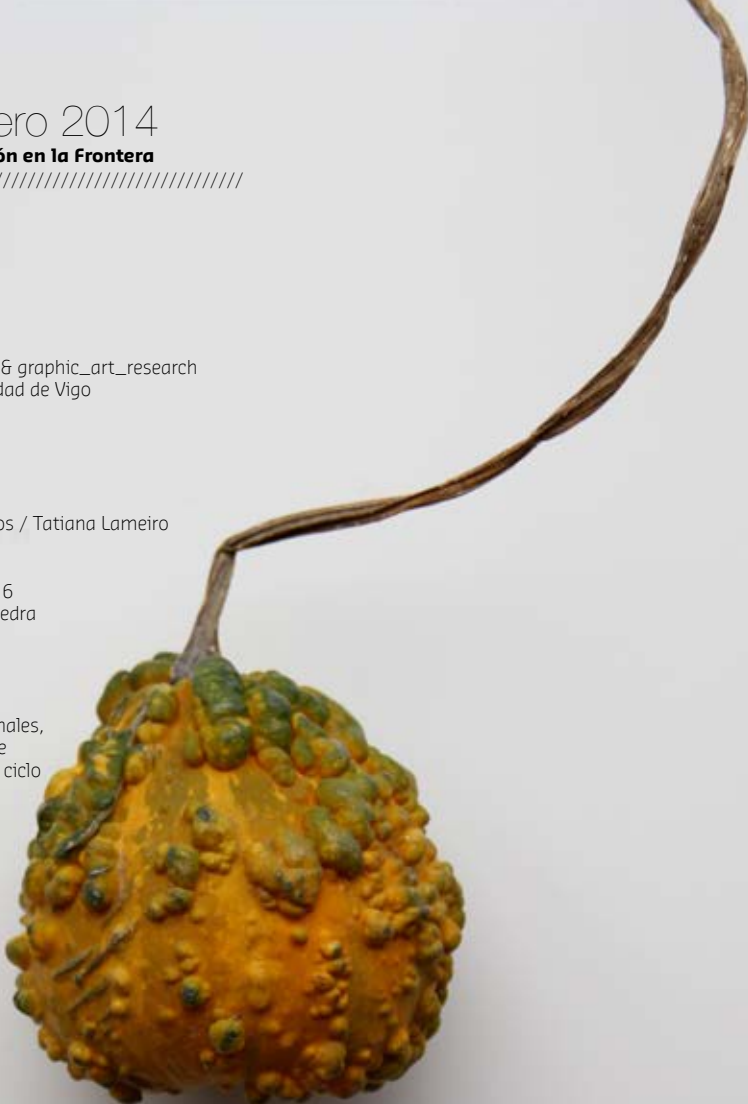 ero 2014
ón en la Frontera
///////////////////////////////
& graphic_art_research
dad de Vigo
os / Tatiana Lameiro
6
edra
nales,
e
ciclo